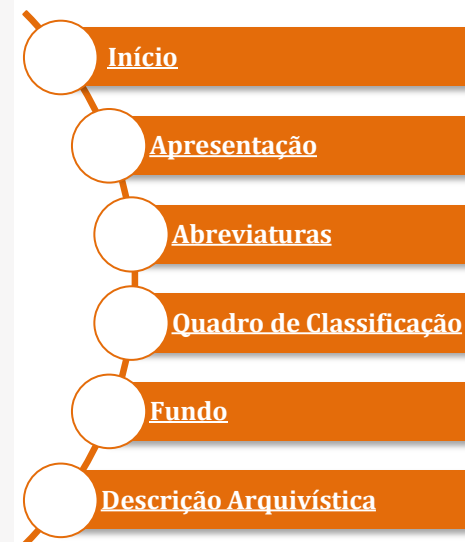 Início
Apresentação
Abreviaturas
Quadro de Classificação
Fundo
Descrição Arquivística